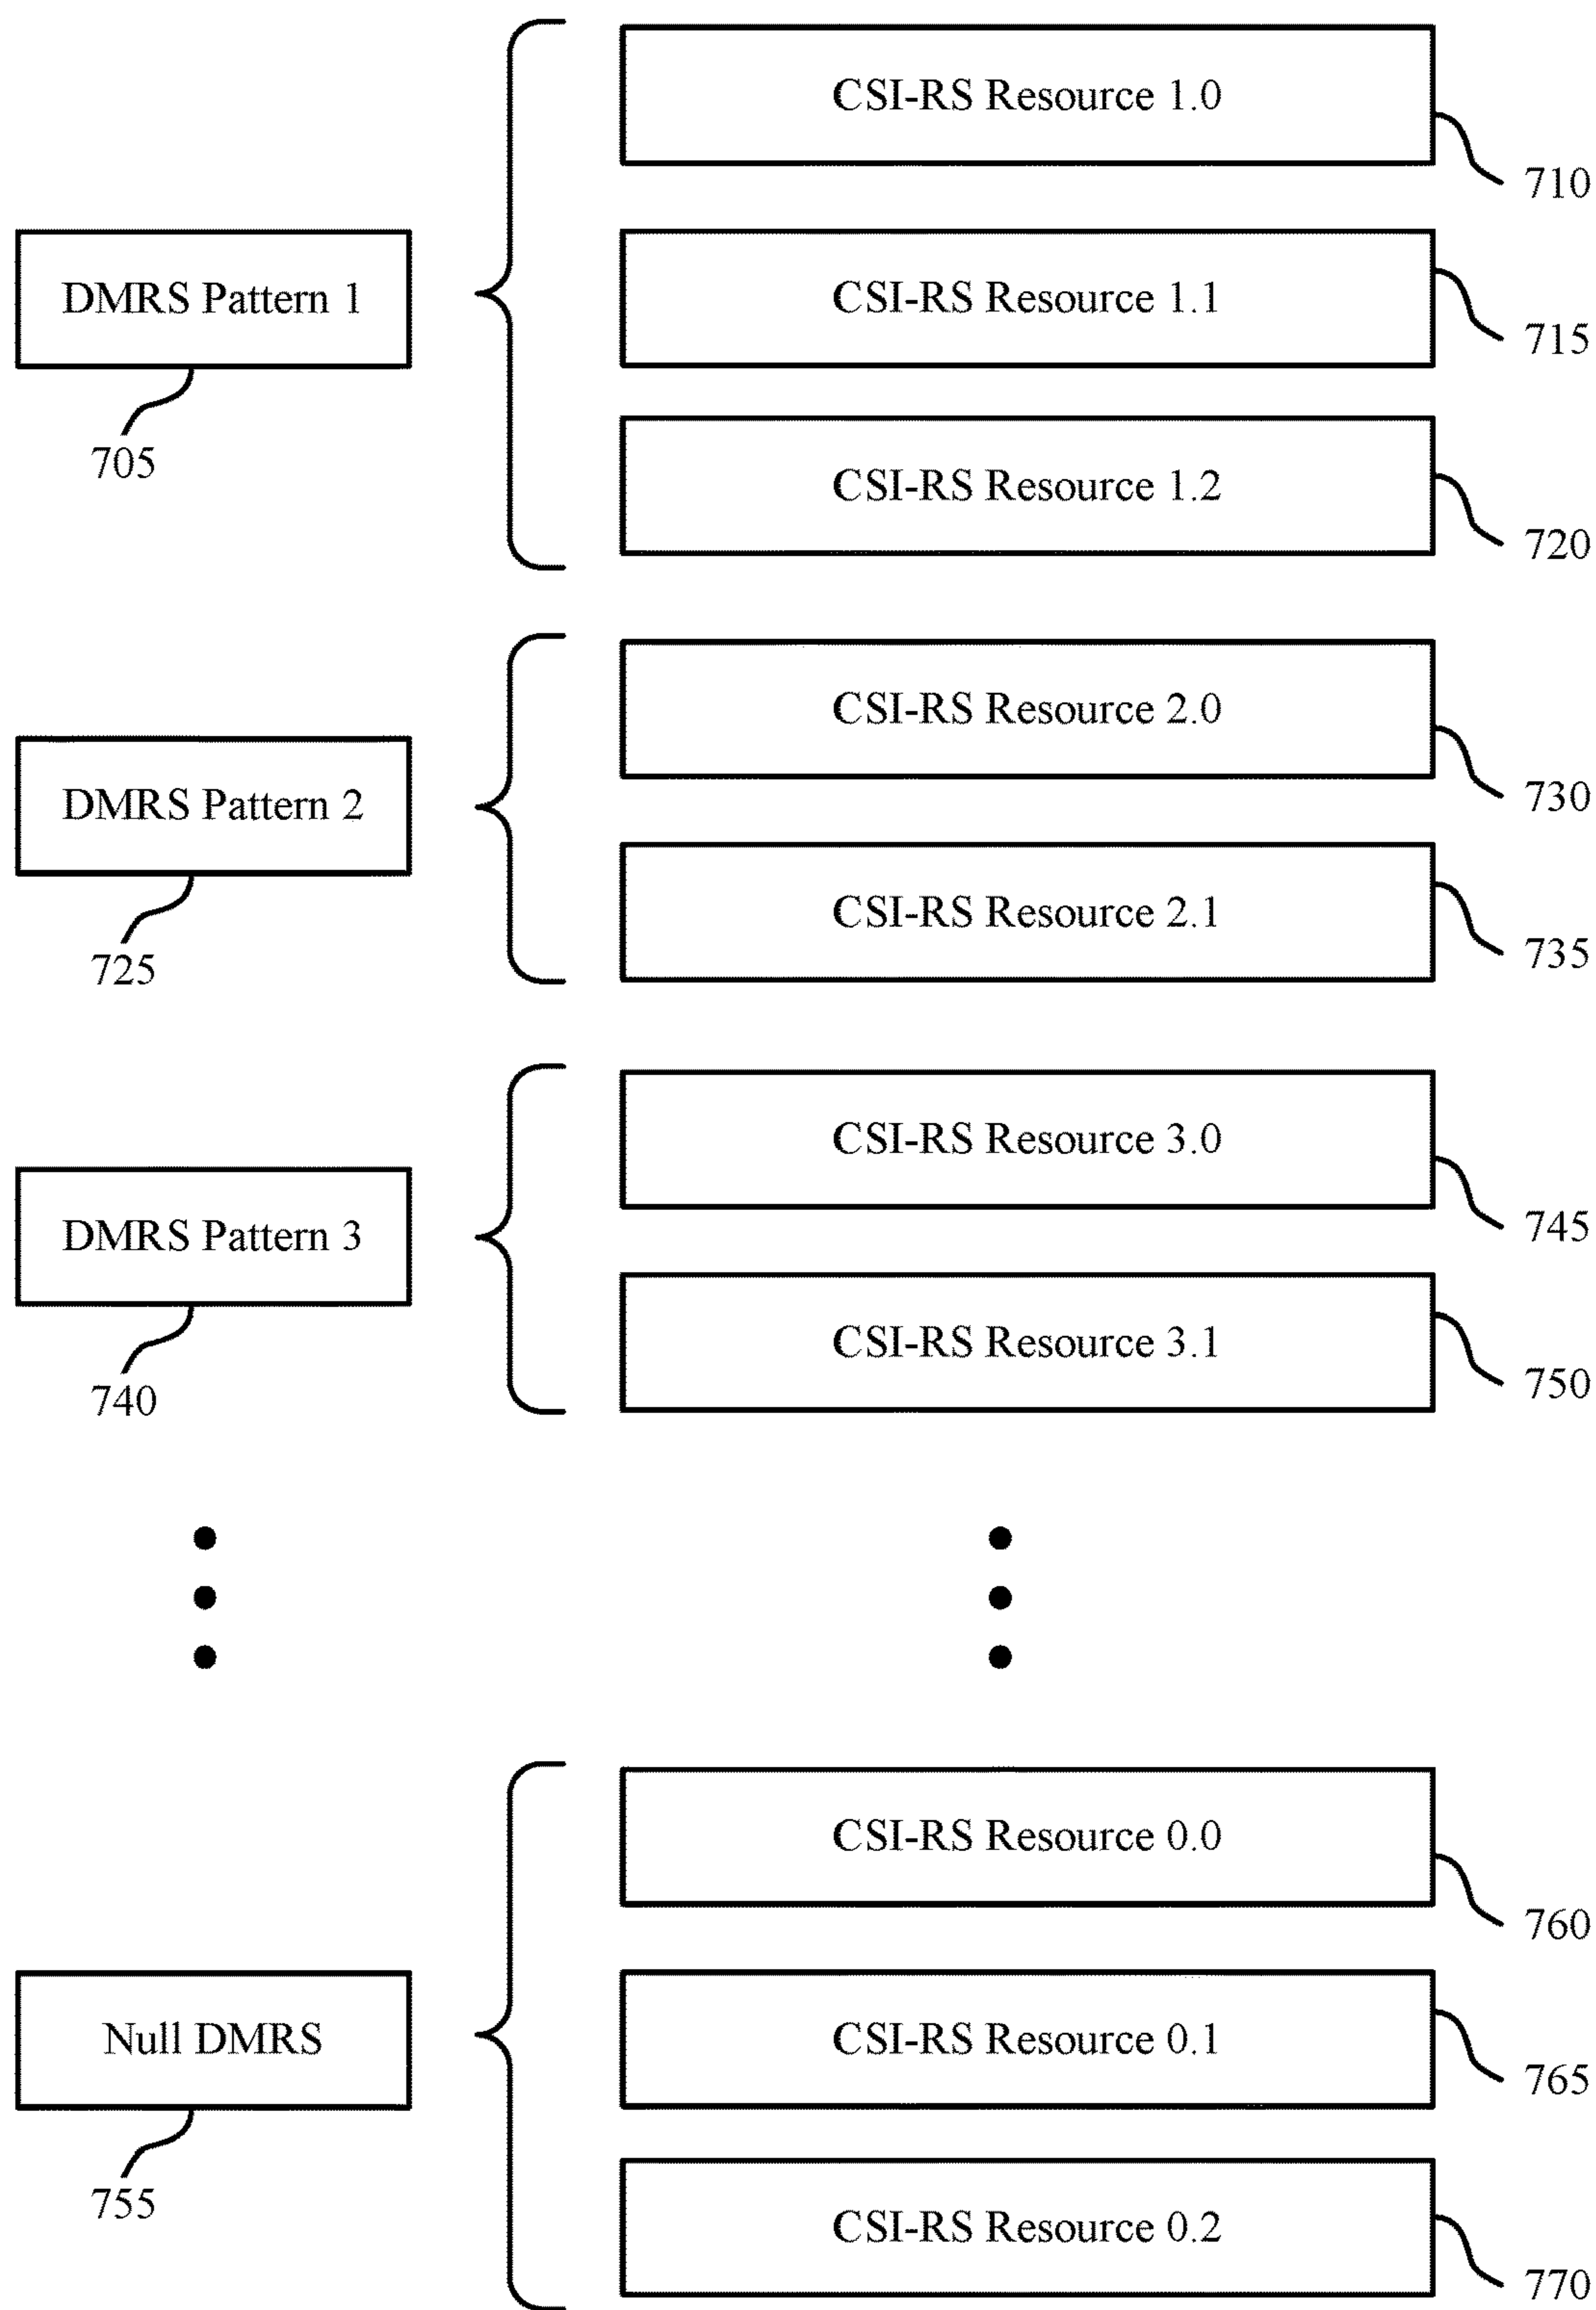 CSI-RS Resource 1.0
710
DMRS Pattern 1
705
CSI-RS Resource 1.1
715
CSI-RS Resource 1.2
720
DMRS Pattern 2
725
CSI-RS Resource 2.0
730
CSI-RS Resource 2.1
735
DMRS Pattern 3
740
CSI-RS Resource 3.0
745
CSI-RS Resource 3.1
750
Null DMRS
755
CSI-RS Resource 0.0
760
CSI-RS Resource 0.1
765
CSI-RS Resource 0.2
770